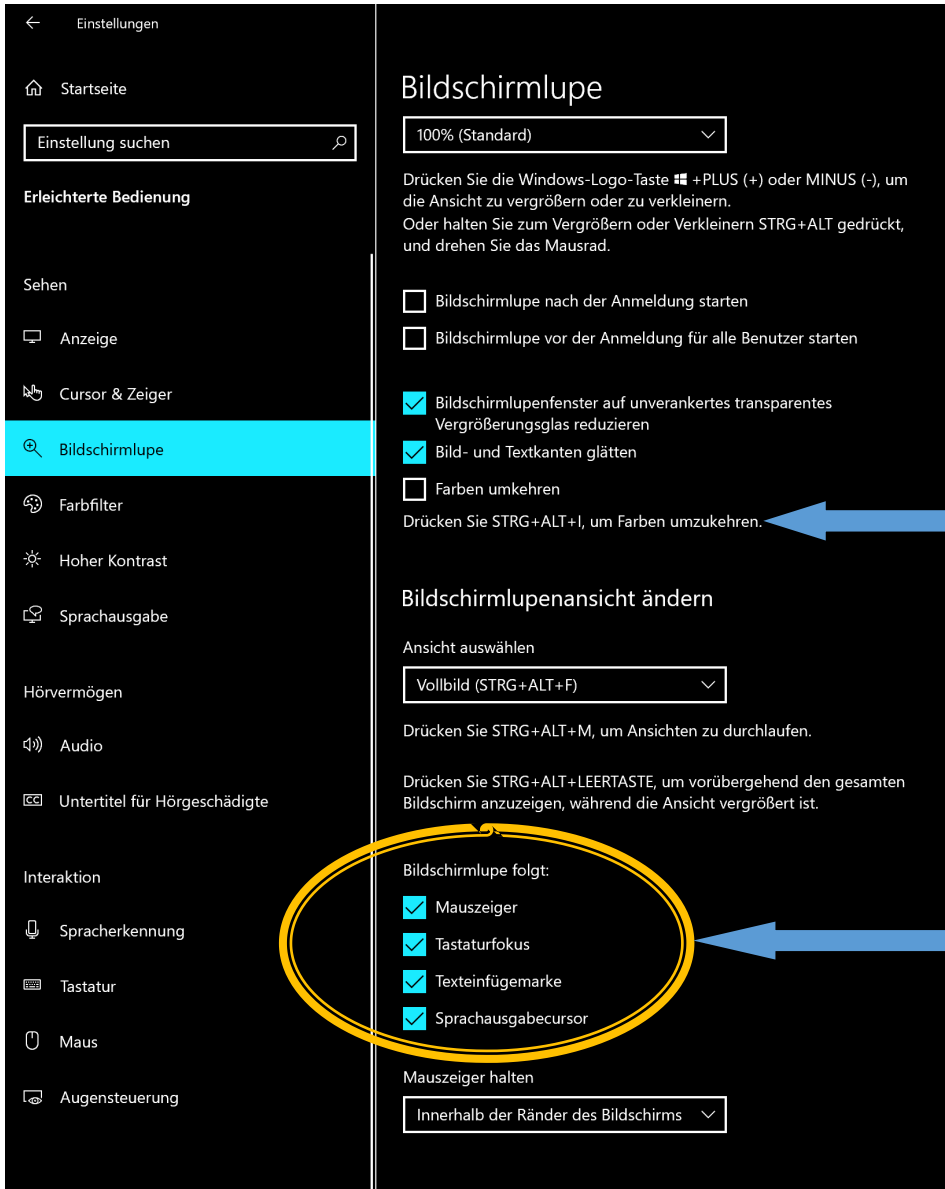 Einstellungen
Startseite
Einstellung suchen
Erleichterte Bedienung
Sehen
Anzeige
Cursor & Zeiger
Bildschirmlupe
Farbfilter
Hoher Kontrast
Sprachausgabe
Hörvermögen
Audio
Untertitel für Hörgeschädigte
Interaktion
Spracherkennung
Tastatur
Maus
Augensteuerung
Bildschirmlupe
100% (Standard)
Drücken Sie die Windows-Logo-Taste +PLUS (+) oder MINUS (-), um
die Ansicht zu vergrößern oder zu verkleinern.
Oder halten Sie zum Vergrößern oder Verkleinern STRG+ALT gedrückt,
und drehen Sie das Mausrad.
Bildschirmlupe nach der Anmeldung starten
Bildschirmlupe vor der Anmeldung für alle Benutzer starten
Bildschirmlupenfenster auf unverankertes transparentes
Vergrößerungsglas reduzieren
Bild- und Textkanten glätten
Farben umkehren
Drücken Sie STRG+ALT+I, um Farben umzukehren.
Bildschirmlupenansicht ändern
Ansicht auswählen
Vollbild (STRG+ALT+F)
Drücken Sie STRG+ALT+M, um Ansichten zu durchlaufen.
Drücken Sie STRG+ALT+LEERTASTE, um vorübergehend den gesamten
Bildschirm anzuzeigen, während die Ansicht vergrößert ist.
Bildschirmlupe folgt:
Mauszeiger
Tastaturfokus
Texteinfügemarke
Sprachausgabecursor
Mauszeiger halten
Innerhalb der Ränder des Bildschirms